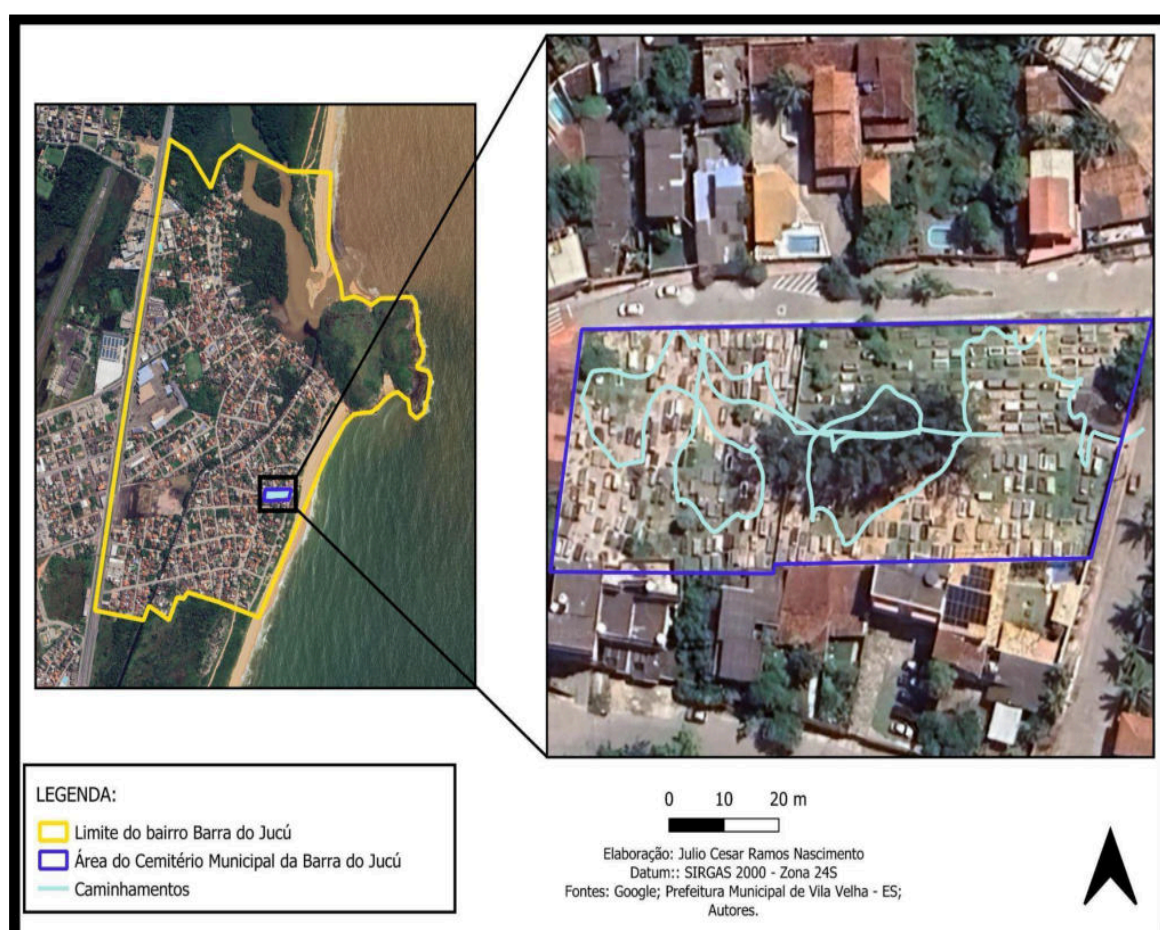 LEGENDA:
Limite do bairro Barra do Jucú
Área do Cemitério Municipal da Barra do Jucú
Caminhamentos
0 10 20 m
Elaboração: Julio Cesar Ramos Nascimento
Datum:: SIRGAS 2000 - Zona 24S
Fontes: Google; Prefeitura Municipal de Vila Velha - ES;
Autores.